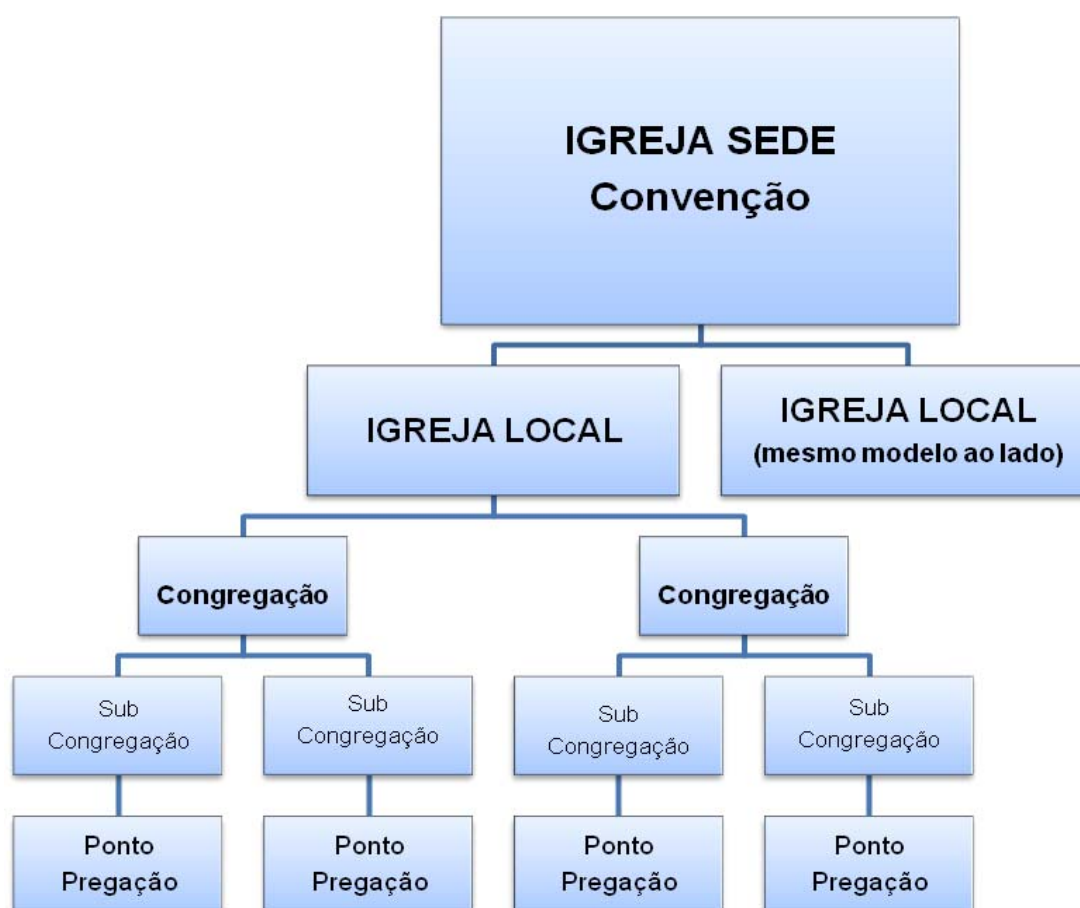 IGREJA SEDE
Convenção
IGREJA LOCAL
IGREJA LOCAL
(mesmo modelo ao lado)
Congregação
Congregação
Sub
Congregação
Sub
Congregação
Sub
Congregação
Sub
Congregação
Ponto
Pregação
Ponto
Pregação
Ponto
Pregação
Ponto
Pregação